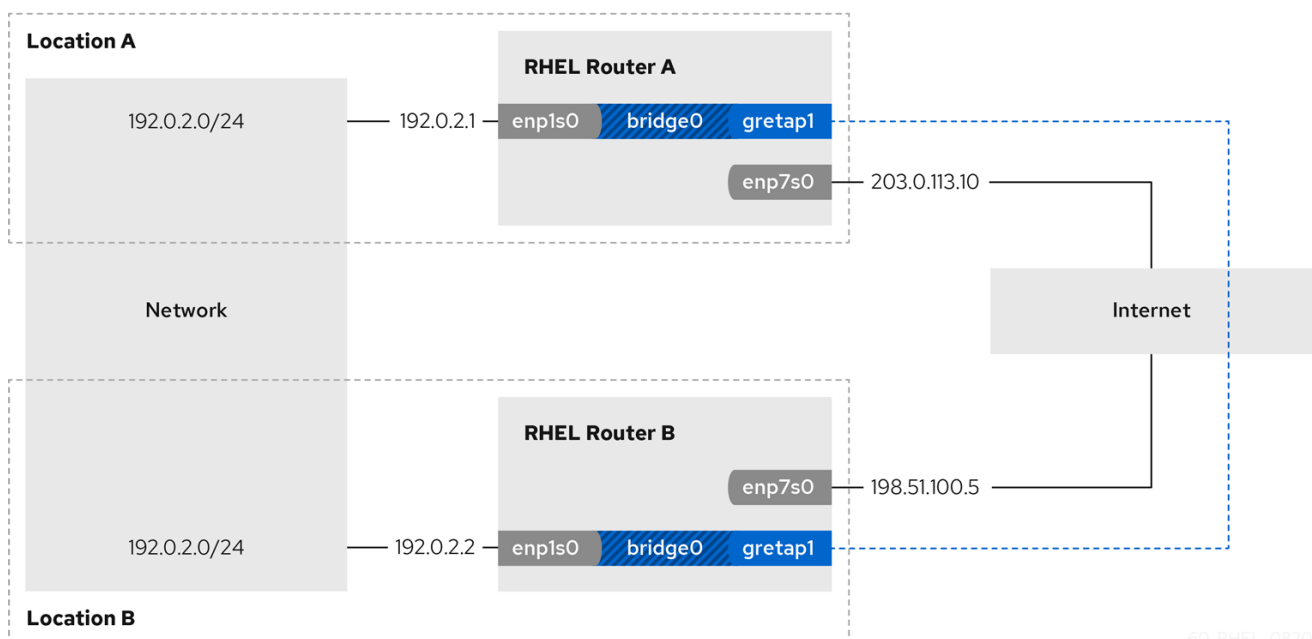 Location A
RHEL Router A
192.0.2.0/24
192.0.2.1
enp1s0
bridge0
gretap1
enp7s0
203.0.113.10
Network
Internet
RHEL Router B
enp7s0
198.51.100.5
192.0.2.0/24
192.0.2.2
enp1s0
bridge0
gretap1
Location B